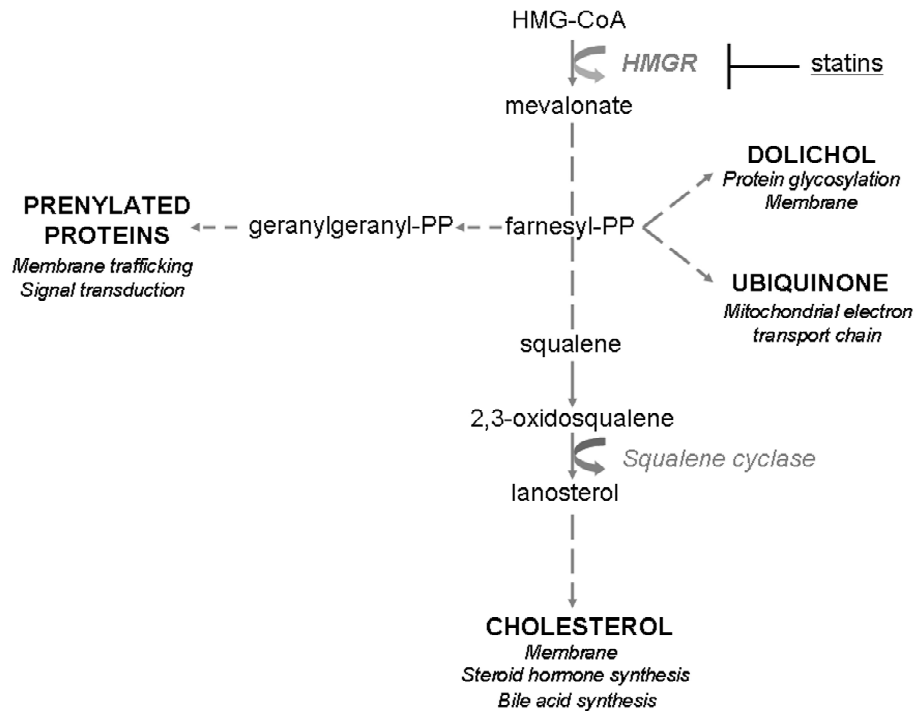 HMG-CoA
HMGR
statins
mevalonate
DOLICHOL
Protein glycosylation
Membrane
PRENYLATED
PROTEINS
Membrane trafficking
Signal transduction
geranylgeranyl-PP
farnesyl-PP
UBIQUINONE
Mitochondrial electron
transport chain
squalene
2,3-oxidosqualene
Squalene cyclase
lanosterol
CHOLESTEROL
Membrane
Steroid hormone synthesis
Bile acid synthesis